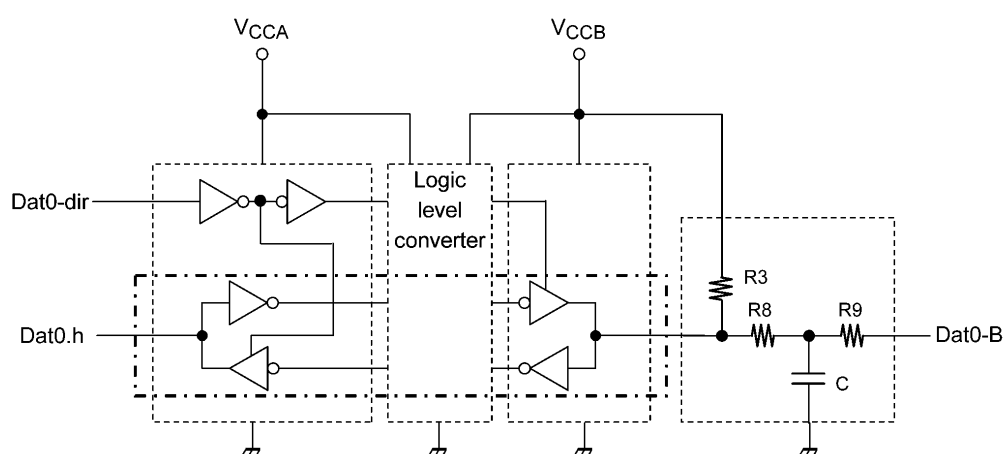 VCCA
VCCB
Dat0-dir
Logic
level
converter
R3
R8
R9
Dat0.h
Dat0-B
C